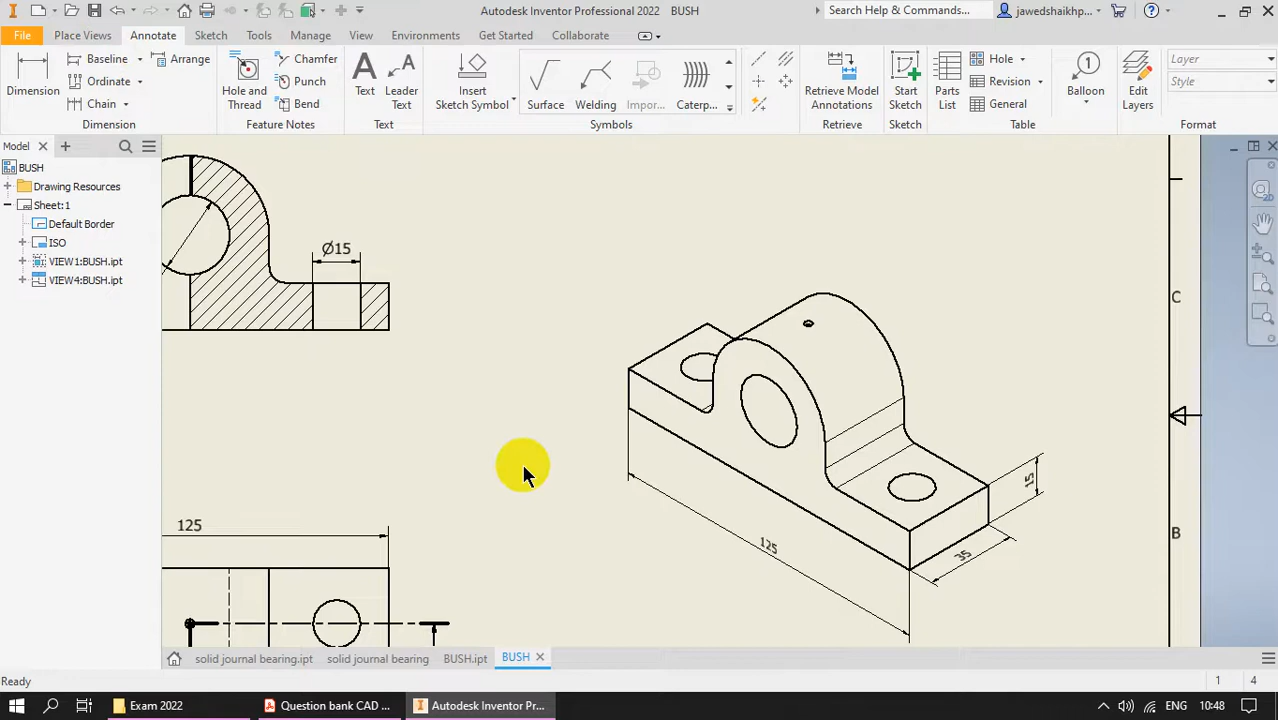 Autodesk Inventor Professional 2022 BUSH
Search Help & Commands...
jawedshaikhp...
File
Place Views
Annotate
Sketch
Tools
Manage
View
Environments
Get Started
Collaborate
Dimension
Baseline
Ordinate
Chain
Arrange
Dimension
Hole and
Thread
Chamfer
Punch
Bend
Feature Notes
Text
Leader
Text
Text
Insert
Sketch Symbol
Surface
Welding
Impor...
Caterp...
Symbols
Retrieve Model
Annotations
Retrieve
Start
Sketch
Sketch
Parts
List
Hole
Revision
General
Table
Balloon
Edit
Layers
Layer
Style
Format
Model
BUSH
Drawing Resources
Sheet:1
Default Border
ISO
VIEW1:BUSH.ipt
VIEW4:BUSH.ipt
Ø15
125
125
35
15
C
B
solid journal bearing.ipt
solid journal bearing
BUSH.ipt
BUSH
Ready
1
4
Exam 2022
Question bank CAD ...
Autodesk Inventor Pr...
ENG
10:48